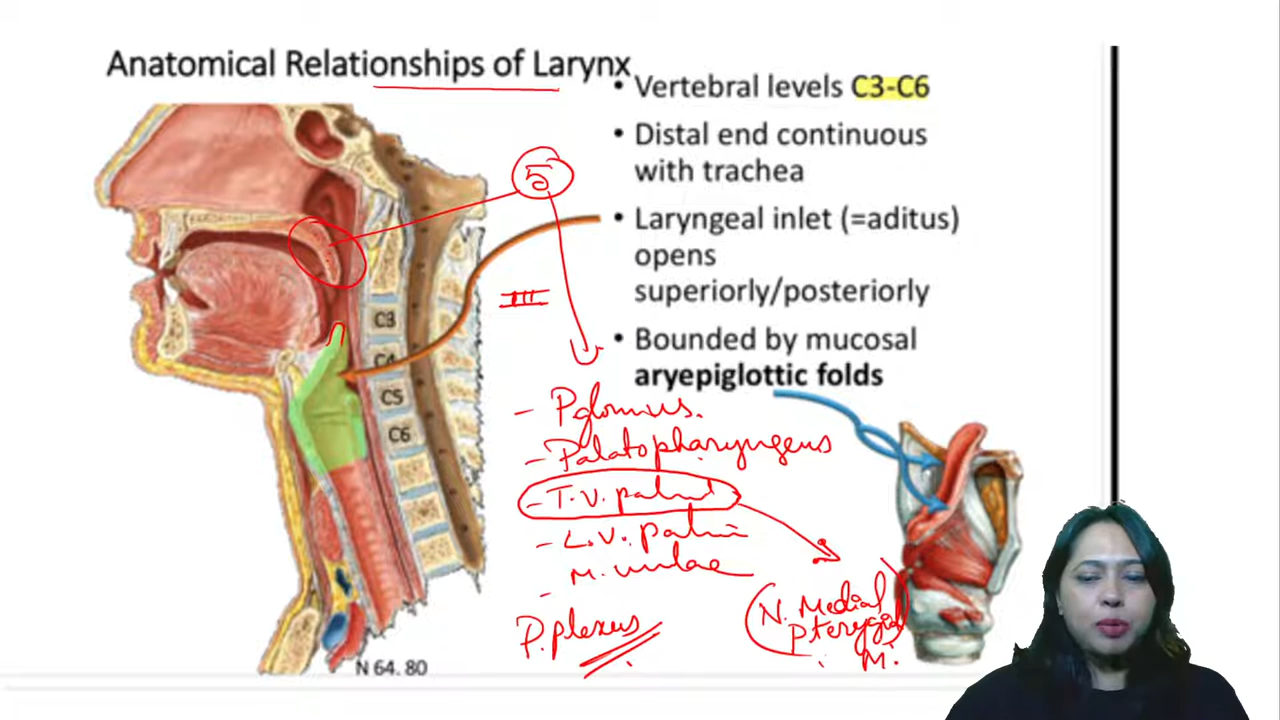 Anatomical Relationships of Larynx
• Vertebral levels C3-C6
• Distal end continuous
with trachea
• Laryngeal inlet (=aditus)
opens
superiorly/posteriorly
• Bounded by mucosal
aryepiglottic folds
5
III
C3
C4
C5
C6
- Pglossus.
- Palatopharyngeus
- T.V. palati
- L.V. palati
- M. uvulae
P. plexus
N. Medial
pterygoid
M.
N 64, 80